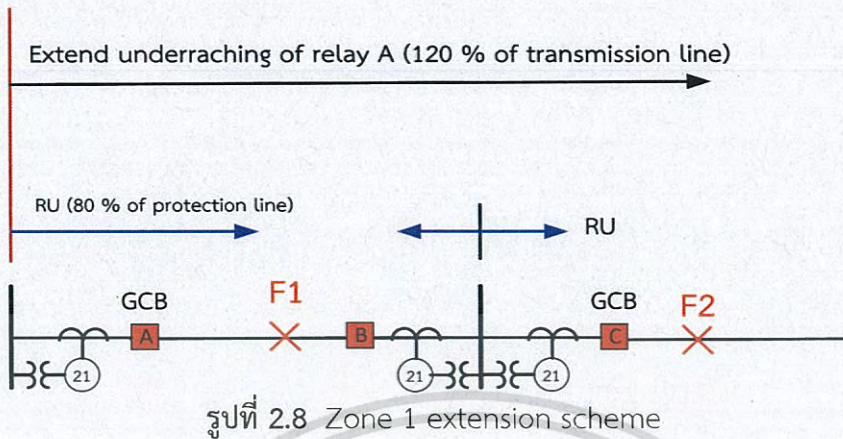 Extend underraching of relay A (120 % of transmission line)
RU (80 % of protection line)
RU
GCB
F1
GCB
F2
A
B
C
21
21
21
รูปที่ 2.8 Zone 1 extension scheme